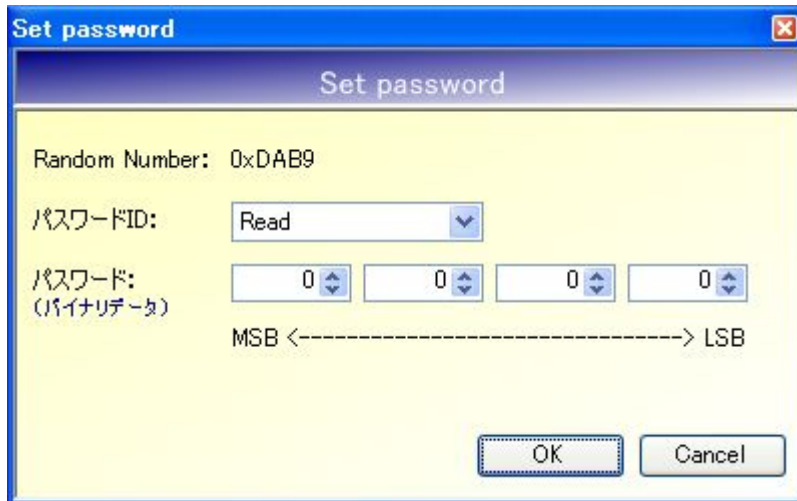 Set password
Set password
Random Number: 0xDAB9
パスワードID: Read
パスワード: 0 0 0 0
(バイナリデータ)
MSB <--------------------------------> LSB
OK Cancel